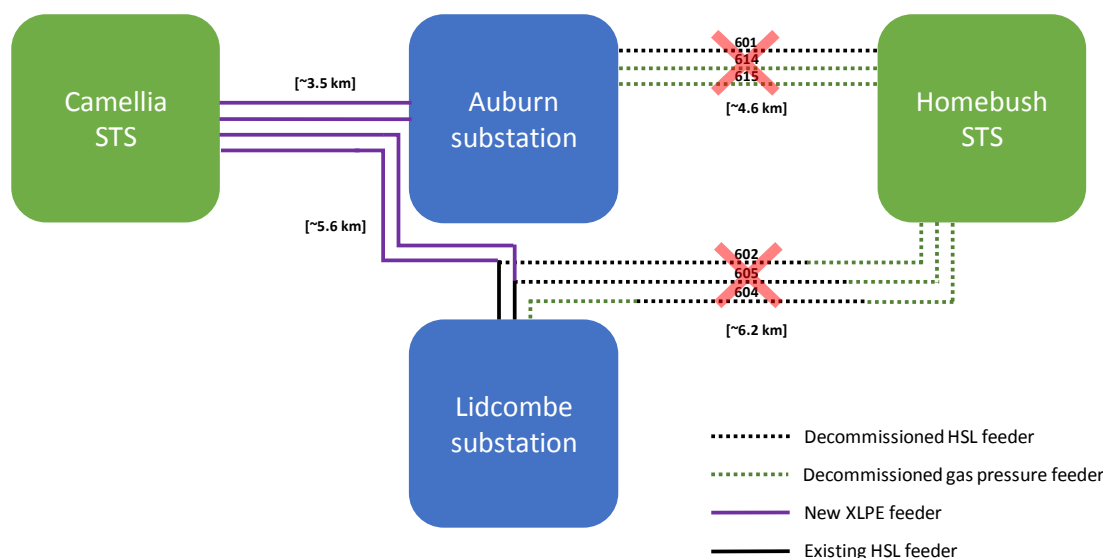 601
614
615
[~3.5 km]
Camellia
STS
Auburn
substation
[~4.6 km]
Homebush
STS
[~5.6 km]
602
605
604
[~6.2 km]
Lidcombe
substation
Decommissioned HSL feeder
Decommissioned gas pressure feeder
New XLPE feeder
Existing HSL feeder